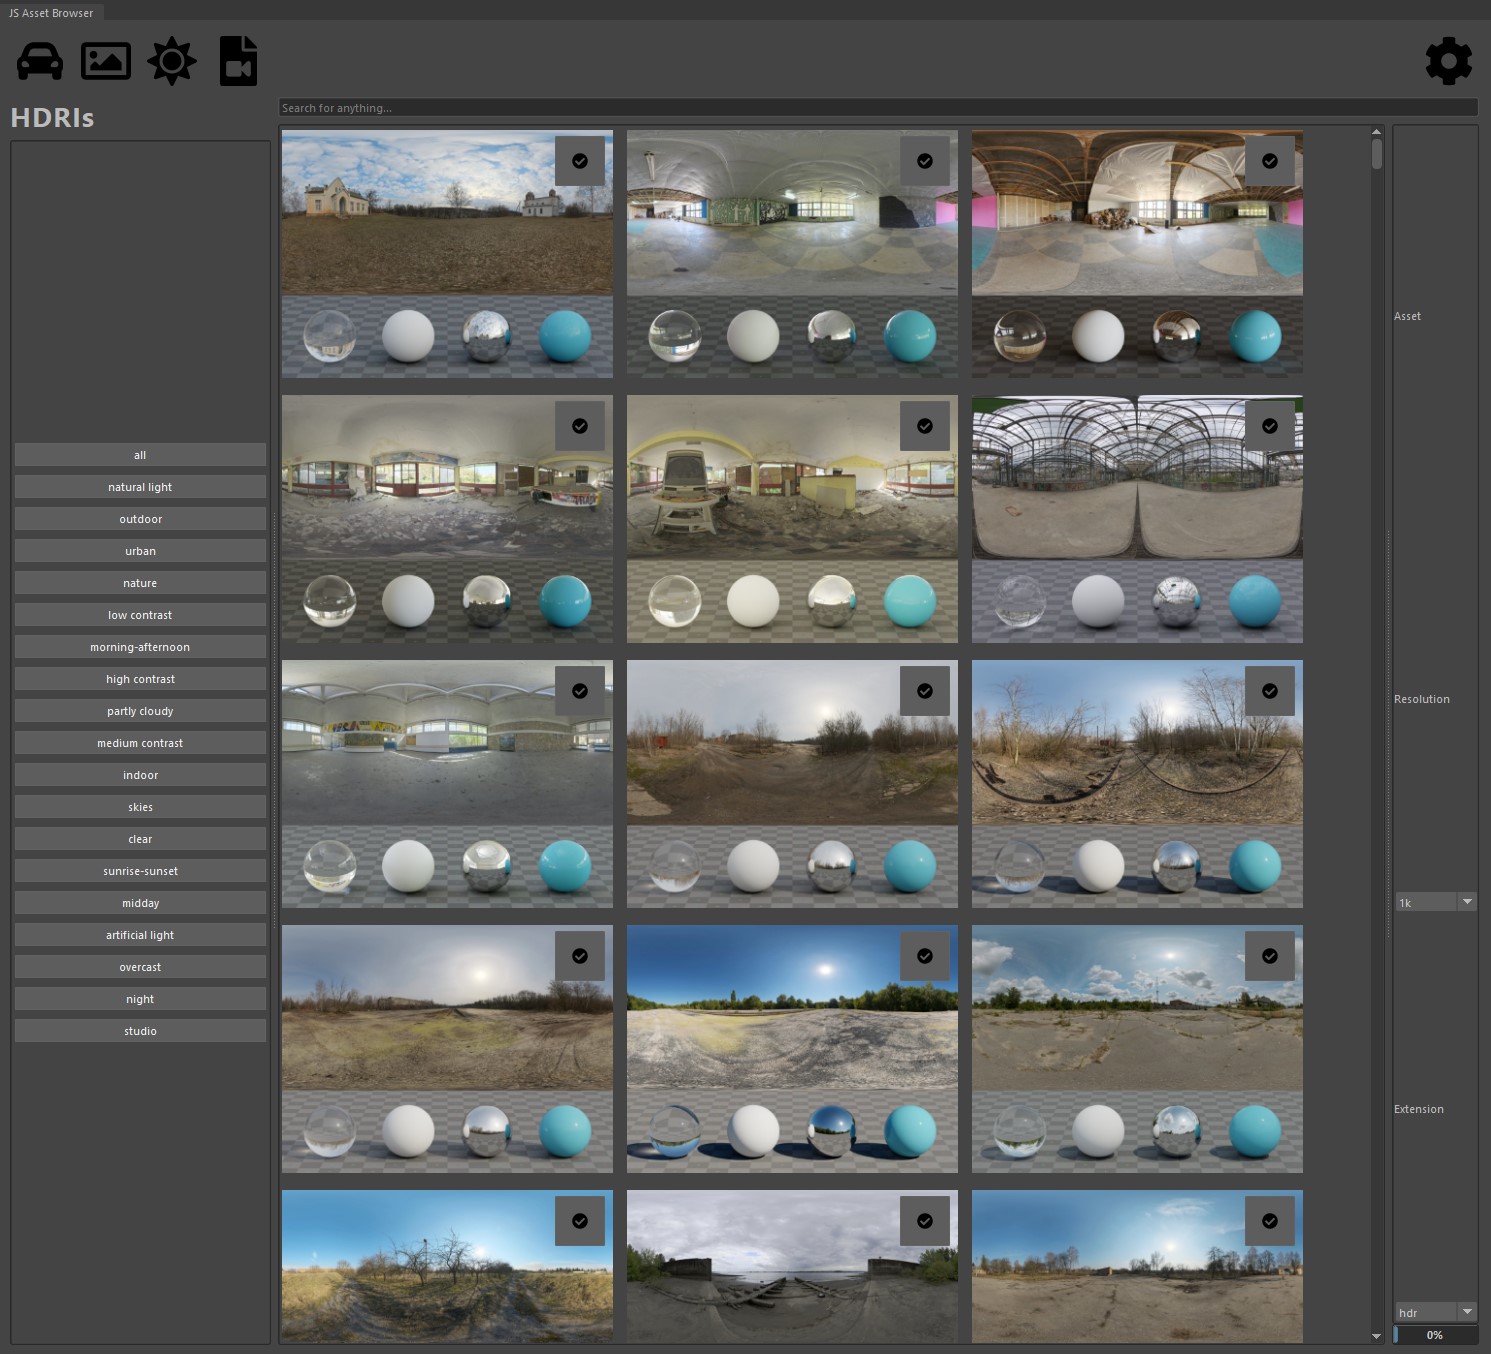 JS Asset Browser
HDRIs
Search for anything...
all
natural light
outdoor
urban
nature
low contrast
morning-afternoon
high contrast
partly cloudy
medium contrast
indoor
skies
clear
sunrise-sunset
midday
artificial light
overcast
night
studio
Asset
Resolution
1k
Extension
hdr
0%